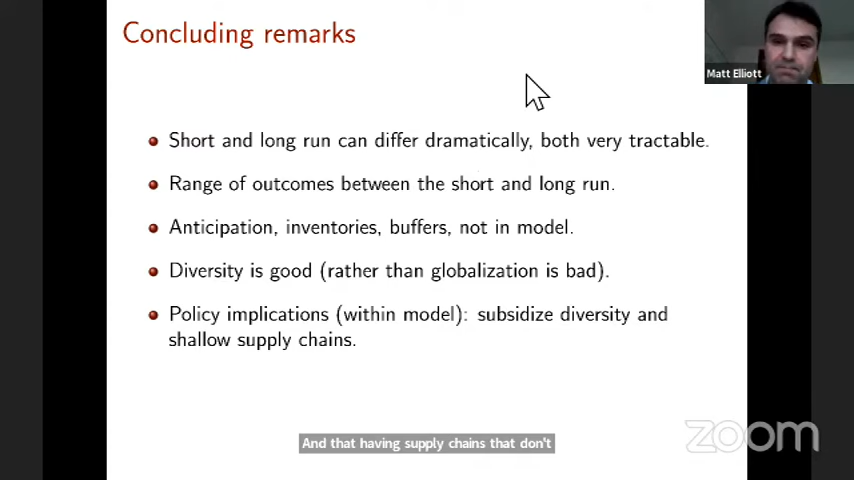 Concluding remarks
Matt Elliott
Short and long run can differ dramatically, both very tractable.
Range of outcomes between the short and long run.
Anticipation, inventories, buffers, not in model.
Diversity is good (rather than globalization is bad).
Policy implications (within model): subsidize diversity and
shallow supply chains.
And that having supply chains that don't
zoom